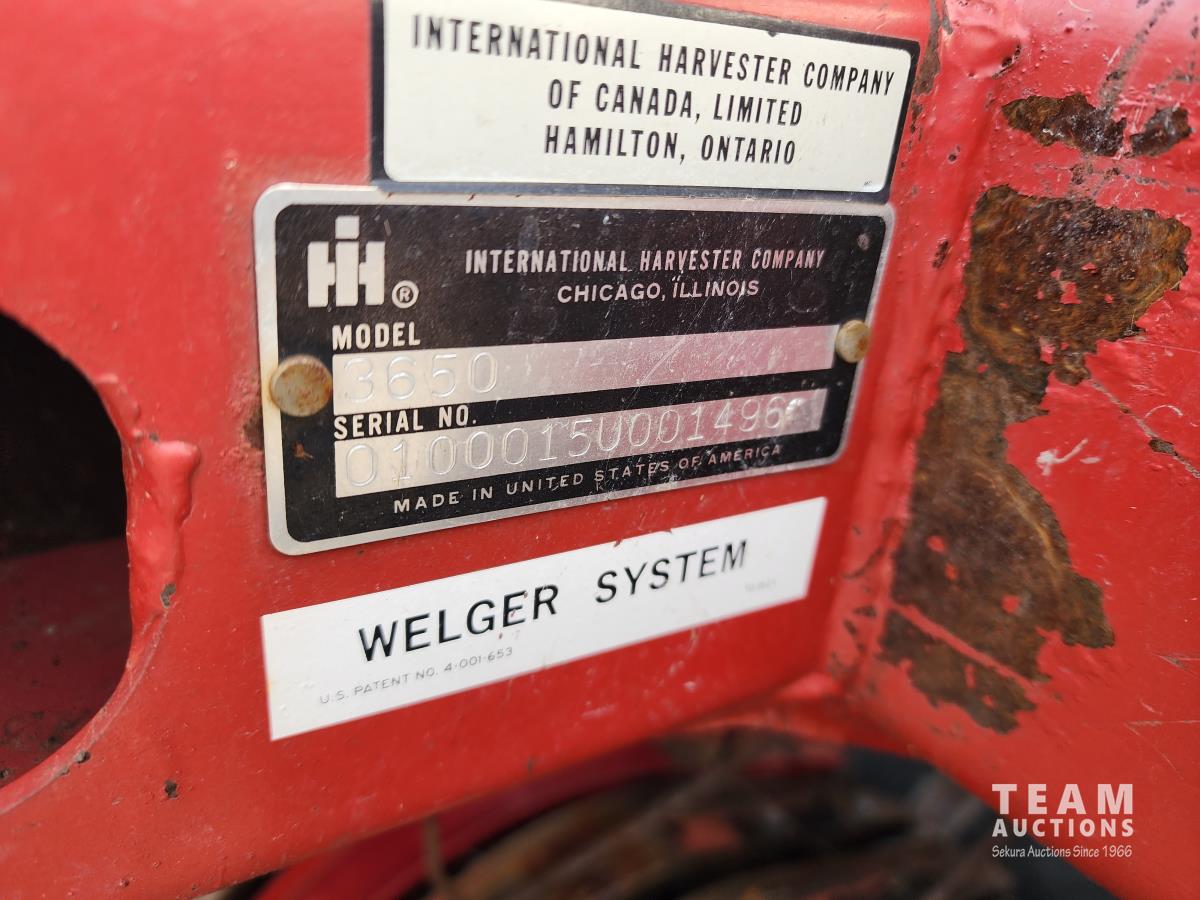 INTERNATIONAL HARVESTER COMPANY
OF CANADA, LIMITED
HAMILTON, ONTARIO
IH®
INTERNATIONAL HARVESTER COMPANY
CHICAGO, ILLINOIS
MODEL
3650
SERIAL NO.
0100015U001496
MADE IN UNITED STATES OF AMERICA
WELGER SYSTEM
U.S. PATENT NO. 4-001-653
TEAM
AUCTIONS
Sekura Auctions Since 1966